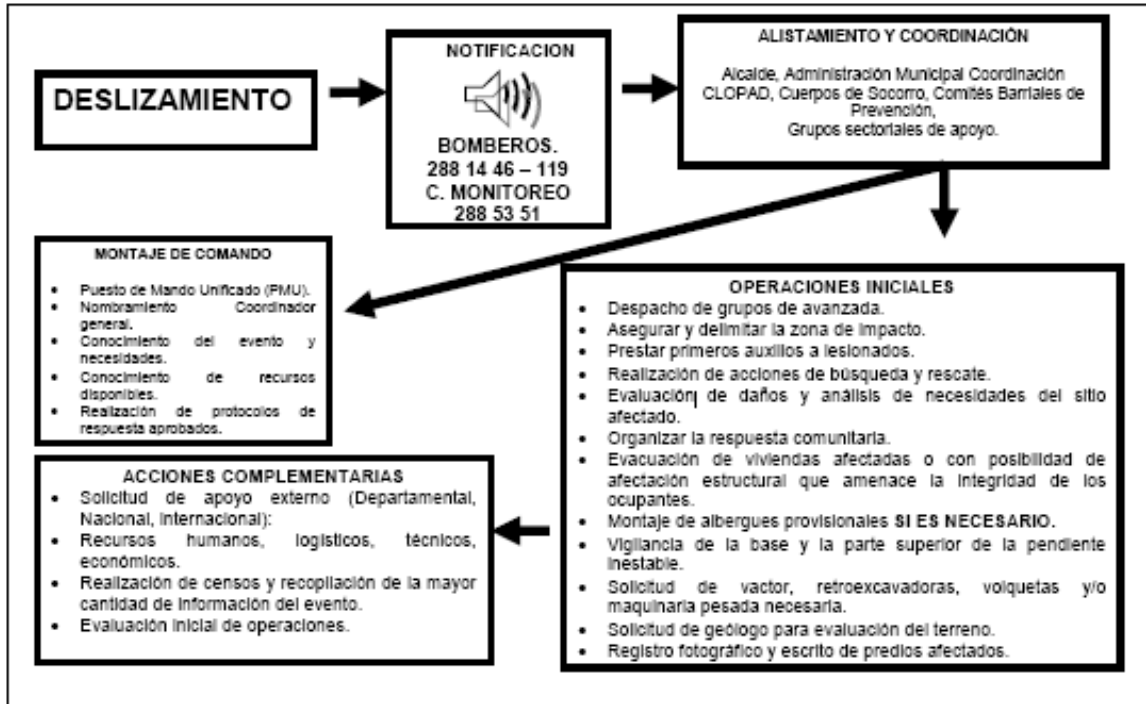 DESLIZAMIENTO
NOTIFICACION
BOMBEROS.
288 14 46 – 119
C. MONITOREO
288 53 51
ALISTAMIENTO Y COORDINACIÓN
Alcalde, Administración Municipal Coordinación
CLOPAD, Cuerpos de Socorro, Comités Barriales de
Prevención,
Grupos sectoriales de apoyo.
MONTAJE DE COMANDO
• Puesto de Mando Unificado (PMU).
• Nombramiento Coordinador
general.
• Conocimiento del evento y
necesidades.
• Conocimiento de recursos
disponibles.
• Realización de protocolos de
respuesta aprobados.
OPERACIONES INICIALES
• Despacho de grupos de avanzada.
• Asegurar y delimitar la zona de impacto.
• Prestar primeros auxilios a lesionados.
• Realización de acciones de búsqueda y rescate.
• Evaluación de daños y análisis de necesidades del sitio
afectado.
• Organizar la respuesta comunitaria.
• Evacuación de viviendas afectadas o con posibilidad de
afectación estructural que amenace la integridad de los
ocupantes.
• Montaje de albergues provisionales SI ES NECESARIO.
• Vigilancia de la base y la parte superior de la pendiente
inestable.
• Solicitud de vactor, retroexcavadoras, volquetas y/o
maquinaria pesada necesaria.
• Solicitud de geólogo para evaluación del terreno.
• Registro fotográfico y escrito de predios afectados.
ACCIONES COMPLEMENTARIAS
• Solicitud de apoyo externo (Departamental,
Nacional, Internacional):
• Recursos humanos, logísticos, técnicos,
económicos.
• Realización de censos y recopilación de la mayor
cantidad de información del evento.
• Evaluación inicial de operaciones.